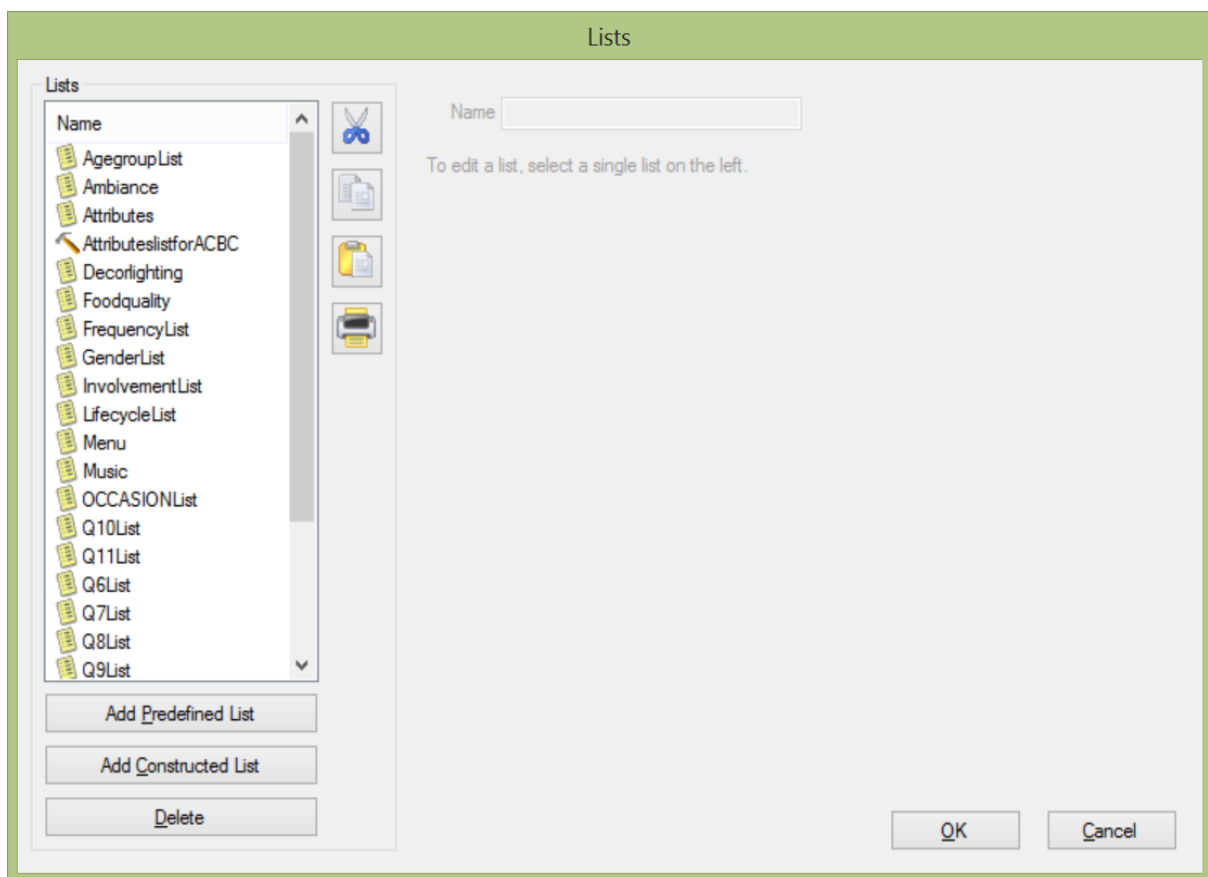 Lists
Lists
Name
AgegroupList
Ambiance
Attributes
AttributeslistforACBC
Decorlighting
Foodquality
FrequencyList
GenderList
InvolvementList
LifecycleList
Menu
Music
OCCASIONList
Q10List
Q11List
Q6List
Q7List
Q8List
Q9List
Add Predefined List
Add Constructed List
Delete
Name
To edit a list, select a single list on the left.
OK
Cancel